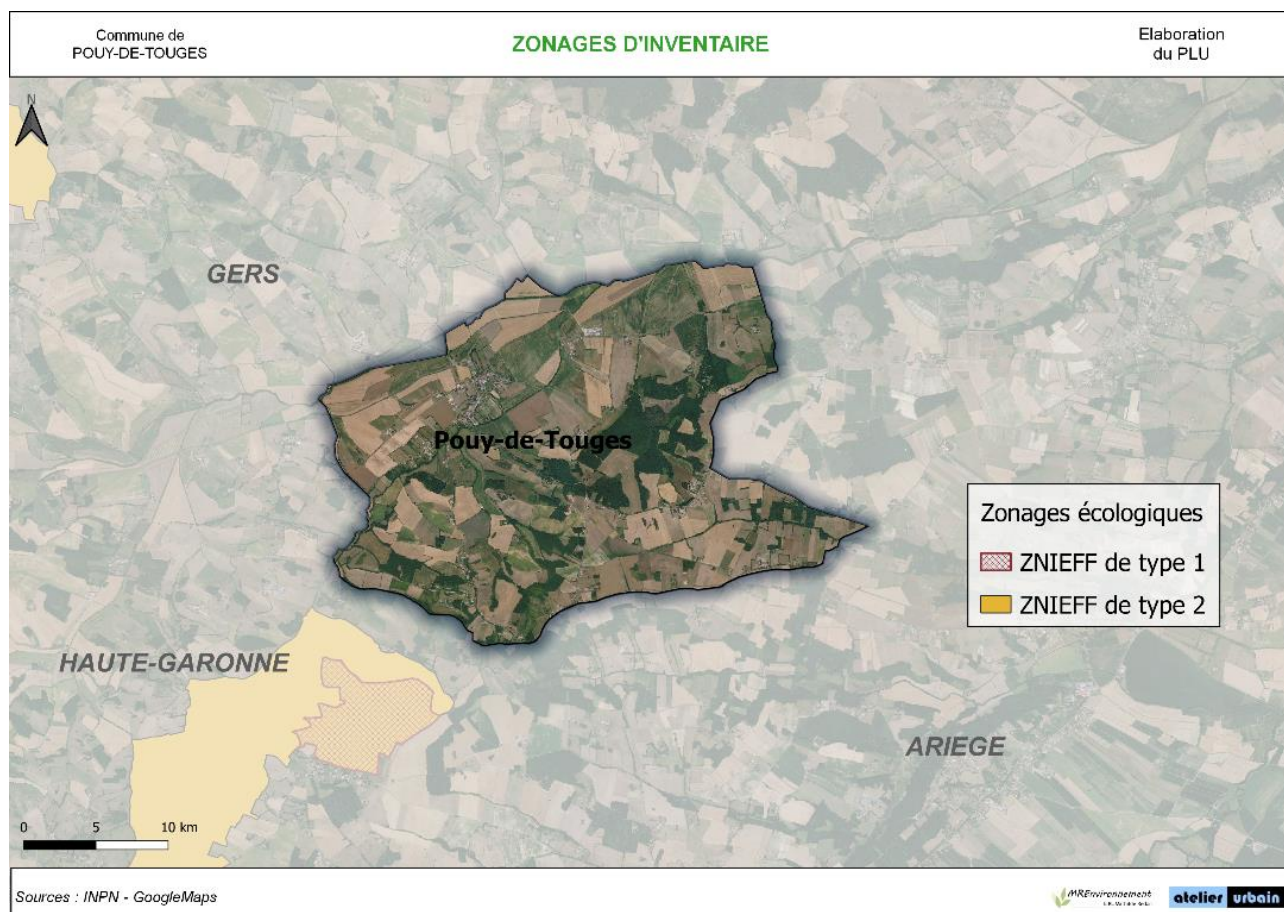 Commune de
POUY-DE-TOUGES
ZONAGES D'INVENTAIRE
Elaboration
du PLU
N
GERS
Pouy-de-Touges
Zonages écologiques
ZNIEFF de type 1
ZNIEFF de type 2
HAUTE-GARONNE
ARIEGE
0 5 10 km
Sources : INPN - GoogleMaps
MREnvironnement
atelier urbain